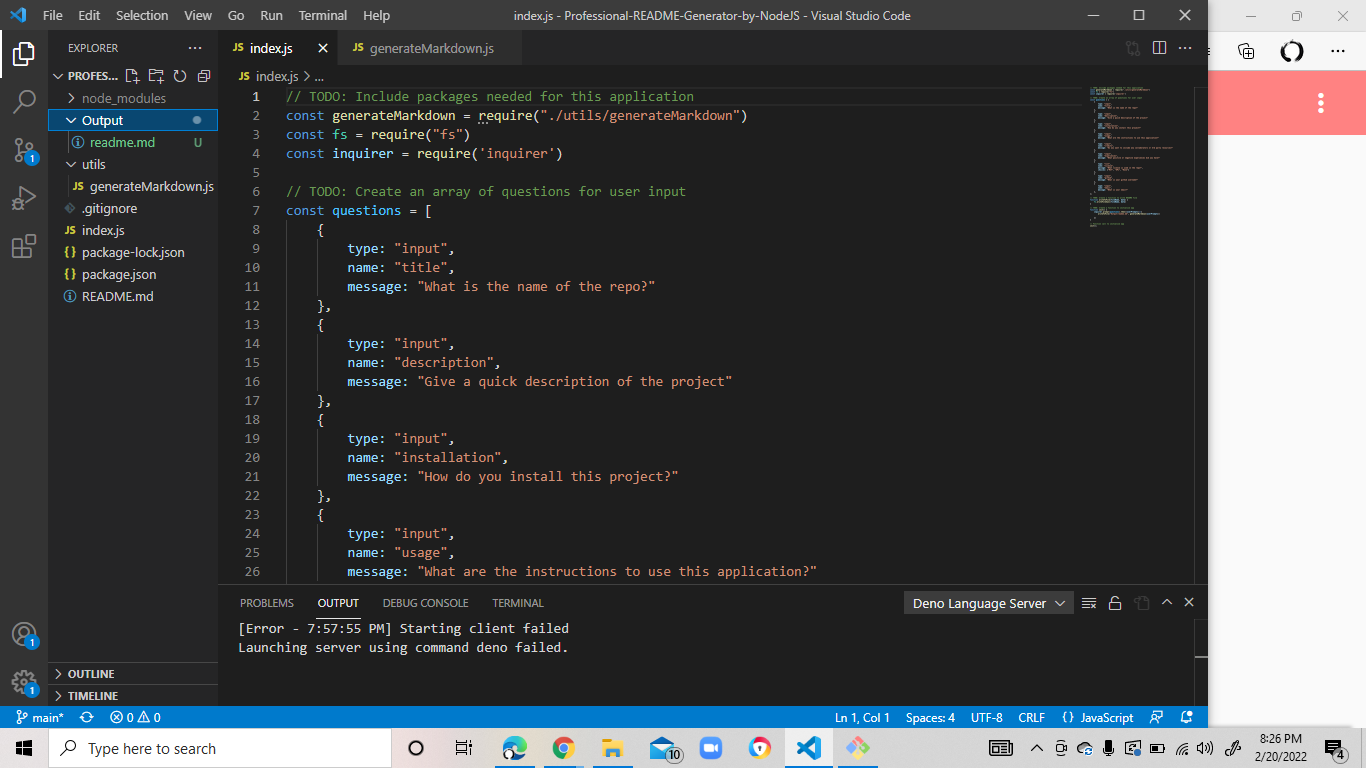 File Edit Selection View Go Run Terminal Help
index.js - Professional-README-Generator-by-NodeJS - Visual Studio Code
EXPLORER
PROFES...
node_modules
Output
readme.md U
utils
JS generateMarkdown.js
.gitignore
JS index.js
{} package-lock.json
{} package.json
README.md
OUTLINE
TIMELINE
JS index.js
JS generateMarkdown.js
JS index.js > ...
1 // TODO: Include packages needed for this application
2 const generateMarkdown = require("./utils/generateMarkdown")
3 const fs = require("fs")
4 const inquirer = require('inquirer')
5
6 // TODO: Create an array of questions for user input
7 const questions = [
8 {
9 type: "input",
10 name: "title",
11 message: "What is the name of the repo?"
12 },
13 {
14 type: "input",
15 name: "description",
16 message: "Give a quick description of the project"
17 },
18 {
19 type: "input",
20 name: "installation",
21 message: "How do you install this project?"
22 },
23 {
24 type: "input",
25 name: "usage",
26 message: "What are the instructions to use this application?"
PROBLEMS OUTPUT DEBUG CONSOLE TERMINAL
Deno Language Server
[Error - 7:57:55 PM] Starting client failed
Launching server using command deno failed.
1
1
1
main* 0 0
Ln 1, Col 1 Spaces: 4 UTF-8 CRLF {} JavaScript
Type here to search
10
8:26 PM
2/20/2022
4